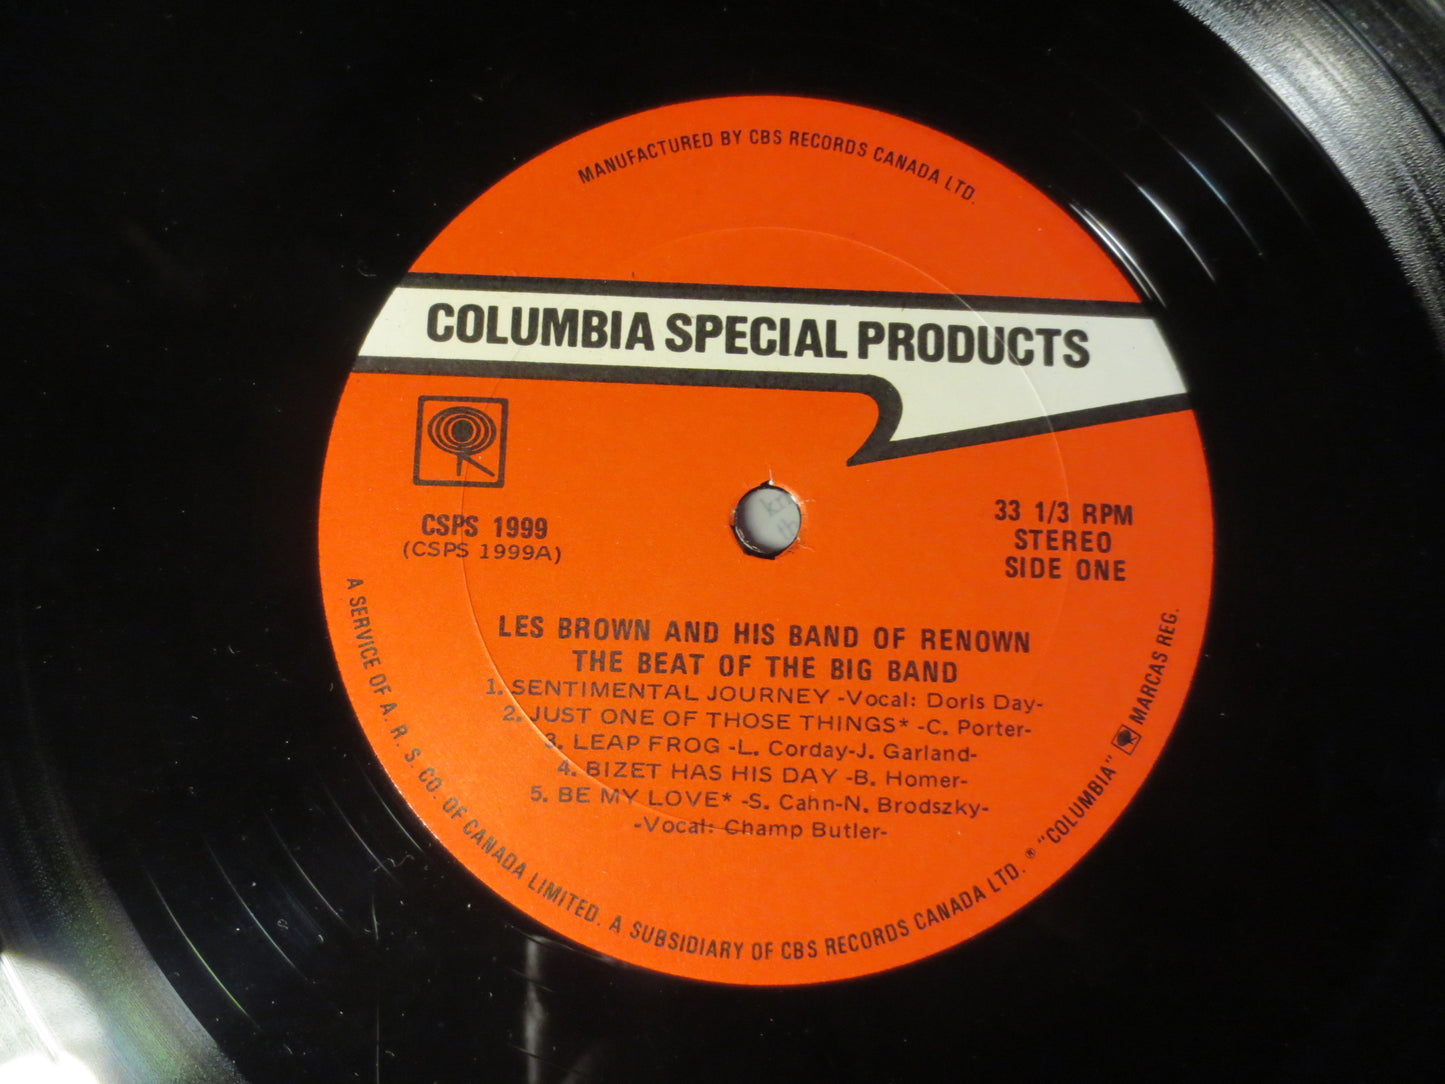 MANUFACTURED BY CBS RECORDS CANADA LTD.
COLUMBIA SPECIAL PRODUCTS
CSPS 1999
(CSPS 1999A)
33 1/3 RPM
STEREO
SIDE ONE
LES BROWN AND HIS BAND OF RENOWN
THE BEAT OF THE BIG BAND
1. SENTIMENTAL JOURNEY -Vocal: Doris Day-
2. JUST ONE OF THOSE THINGS* -C. Porter-
3. LEAP FROG -L. Corday-J. Garland-
4. BIZET HAS HIS DAY -B. Homer-
5. BE MY LOVE* -S. Cahn-N. Brodszky-
-Vocal: Champ Butler-
A SERVICE OF A. R. S. CO. OF CANADA LIMITED. A SUBSIDIARY OF CBS RECORDS CANADA LTD. ® "COLUMBIA" MARCAS REG.